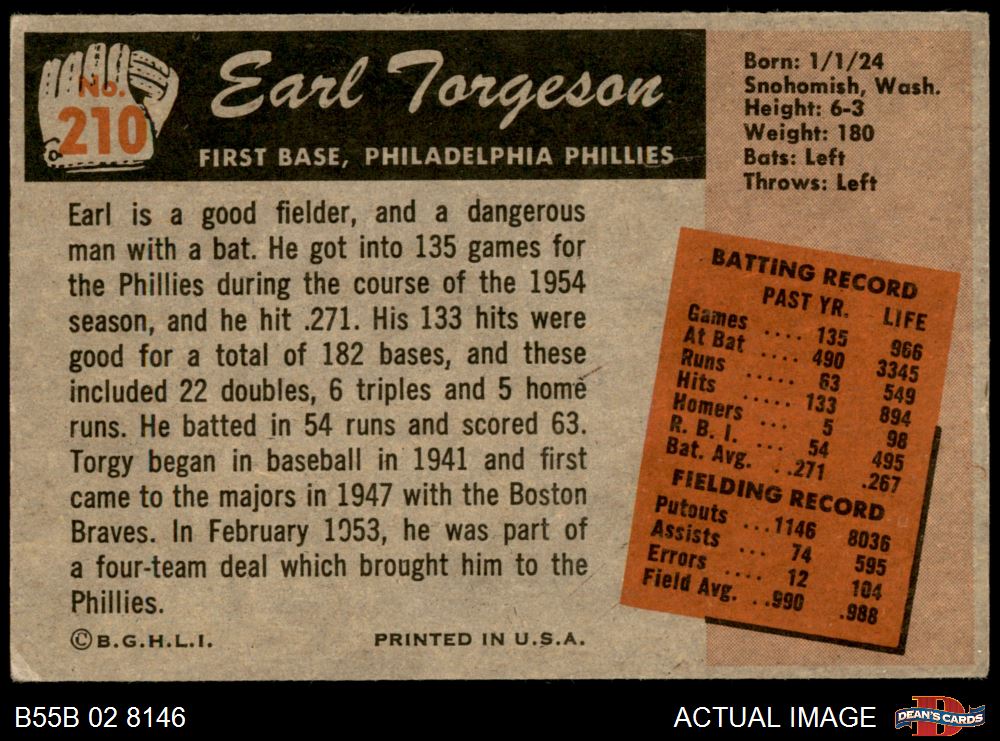 No.
210
Earl Torgeson
FIRST BASE, PHILADELPHIA PHILLIES
Earl is a good fielder, and a dangerous
man with a bat. He got into 135 games for
the Phillies during the course of the 1954
season, and he hit .271. His 133 hits were
good for a total of 182 bases, and these
included 22 doubles, 6 triples and 5 home
runs. He batted in 54 runs and scored 63.
Torgy began in baseball in 1941 and first
came to the majors in 1947 with the Boston
Braves. In February 1953, he was part of
a four-team deal which brought him to the
Phillies.
© B.G.H.L.I. PRINTED IN U.S.A.
Born: 1/1/24
Snohomish, Wash.
Height: 6-3
Weight: 180
Bats: Left
Throws: Left
BATTING RECORD
PAST YR. LIFE
Games .... 135 966
At Bat .... 490 3345
Runs ..... 63 549
Hits ..... 133 894
Homers ... 5 98
R. B. I. ... 54 495
Bat. Avg. ..271 .267
FIELDING RECORD
Putouts ...1146 8036
Assists ... 74 595
Errors .... 12 104
Field Avg. ..990 .988
B55B 02 8146
ACTUAL IMAGE
D
DEAN'S CARDS